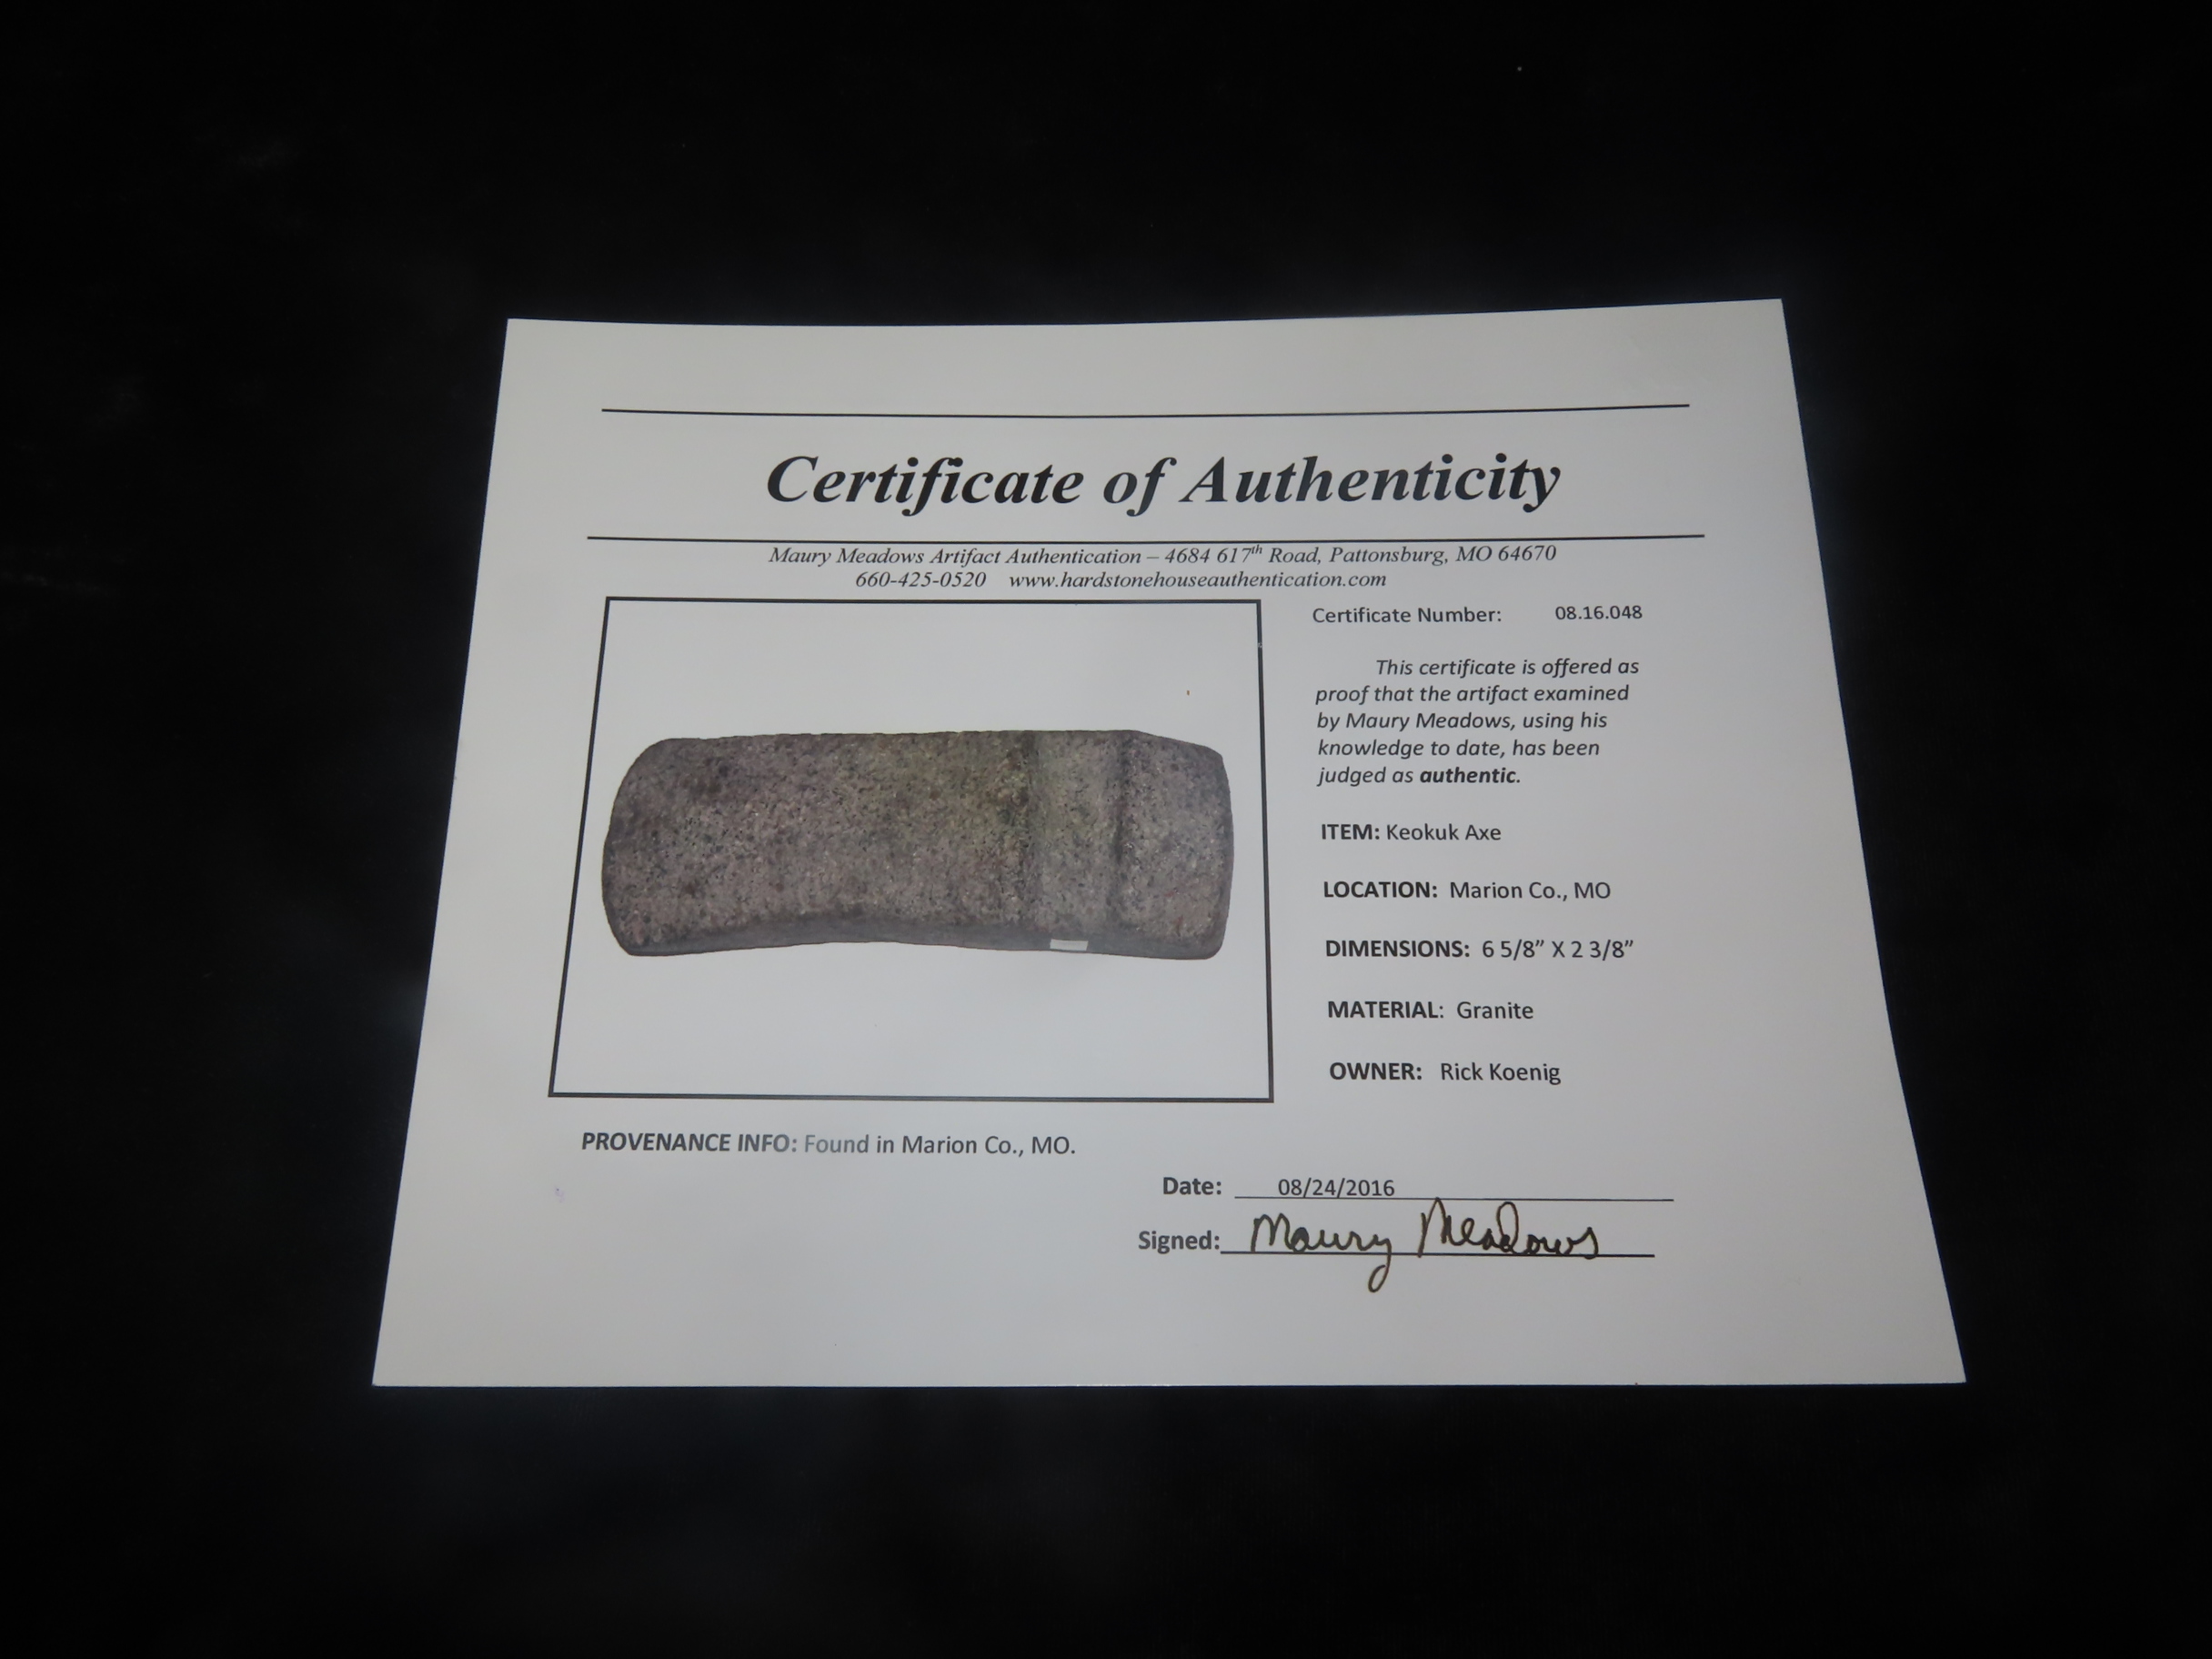 Certificate of Authenticity
Maury Meadows Artifact Authentication – 4684 617th Road, Pattonsburg, MO 64670
660-425-0520 www.hardstonehouseauthentication.com
Certificate Number: 08.16.048
This certificate is offered as
proof that the artifact examined
by Maury Meadows, using his
knowledge to date, has been
judged as authentic.
ITEM: Keokuk Axe
LOCATION: Marion Co., MO
DIMENSIONS: 6 5/8” X 2 3/8”
MATERIAL: Granite
OWNER: Rick Koenig
PROVENANCE INFO: Found in Marion Co., MO.
Date: 08/24/2016
Signed: Maury Meadows